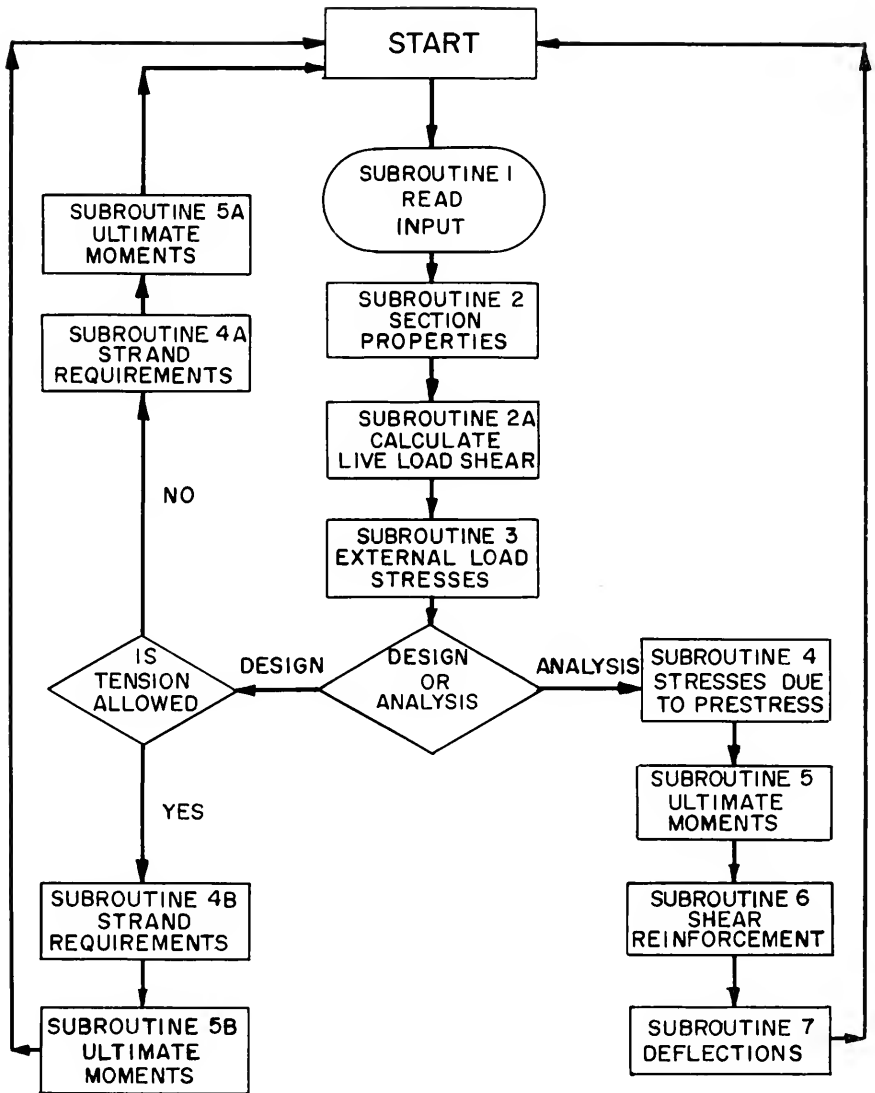 START
SUBROUTINE 1
READ
INPUT
SUBROUTINE 2
SECTION
PROPERTIES
SUBROUTINE 2A
CALCULATE
LIVE LOAD SHEAR
SUBROUTINE 3
EXTERNAL LOAD
STRESSES
DESIGN
OR
ANALYSIS
DESIGN
IS
TENSION
ALLOWED
NO
SUBROUTINE 4A
STRAND
REQUIREMENTS
SUBROUTINE 5A
ULTIMATE
MOMENTS
YES
SUBROUTINE 4B
STRAND
REQUIREMENTS
SUBROUTINE 5B
ULTIMATE
MOMENTS
ANALYSIS
SUBROUTINE 4
STRESSES DUE
TO PRESTRESS
SUBROUTINE 5
ULTIMATE
MOMENTS
SUBROUTINE 6
SHEAR
REINFORCEMENT
SUBROUTINE 7
DEFLECTIONS